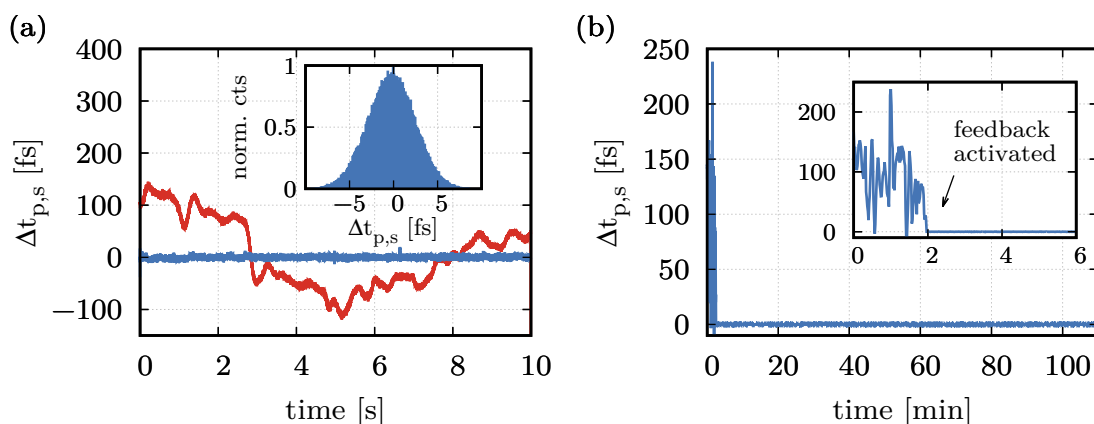 (a)
400
300
200
100
0
−100
Δt_p,s [fs]
0 2 4 6 8 10
time [s]
norm. cts
1
0.5
0
−5 0 5
Δt_p,s [fs]
(b)
250
200
150
100
50
0
Δt_p,s [fs]
0 20 40 60 80 100
time [min]
200
100
0
0 2 4 6
feedback
activated